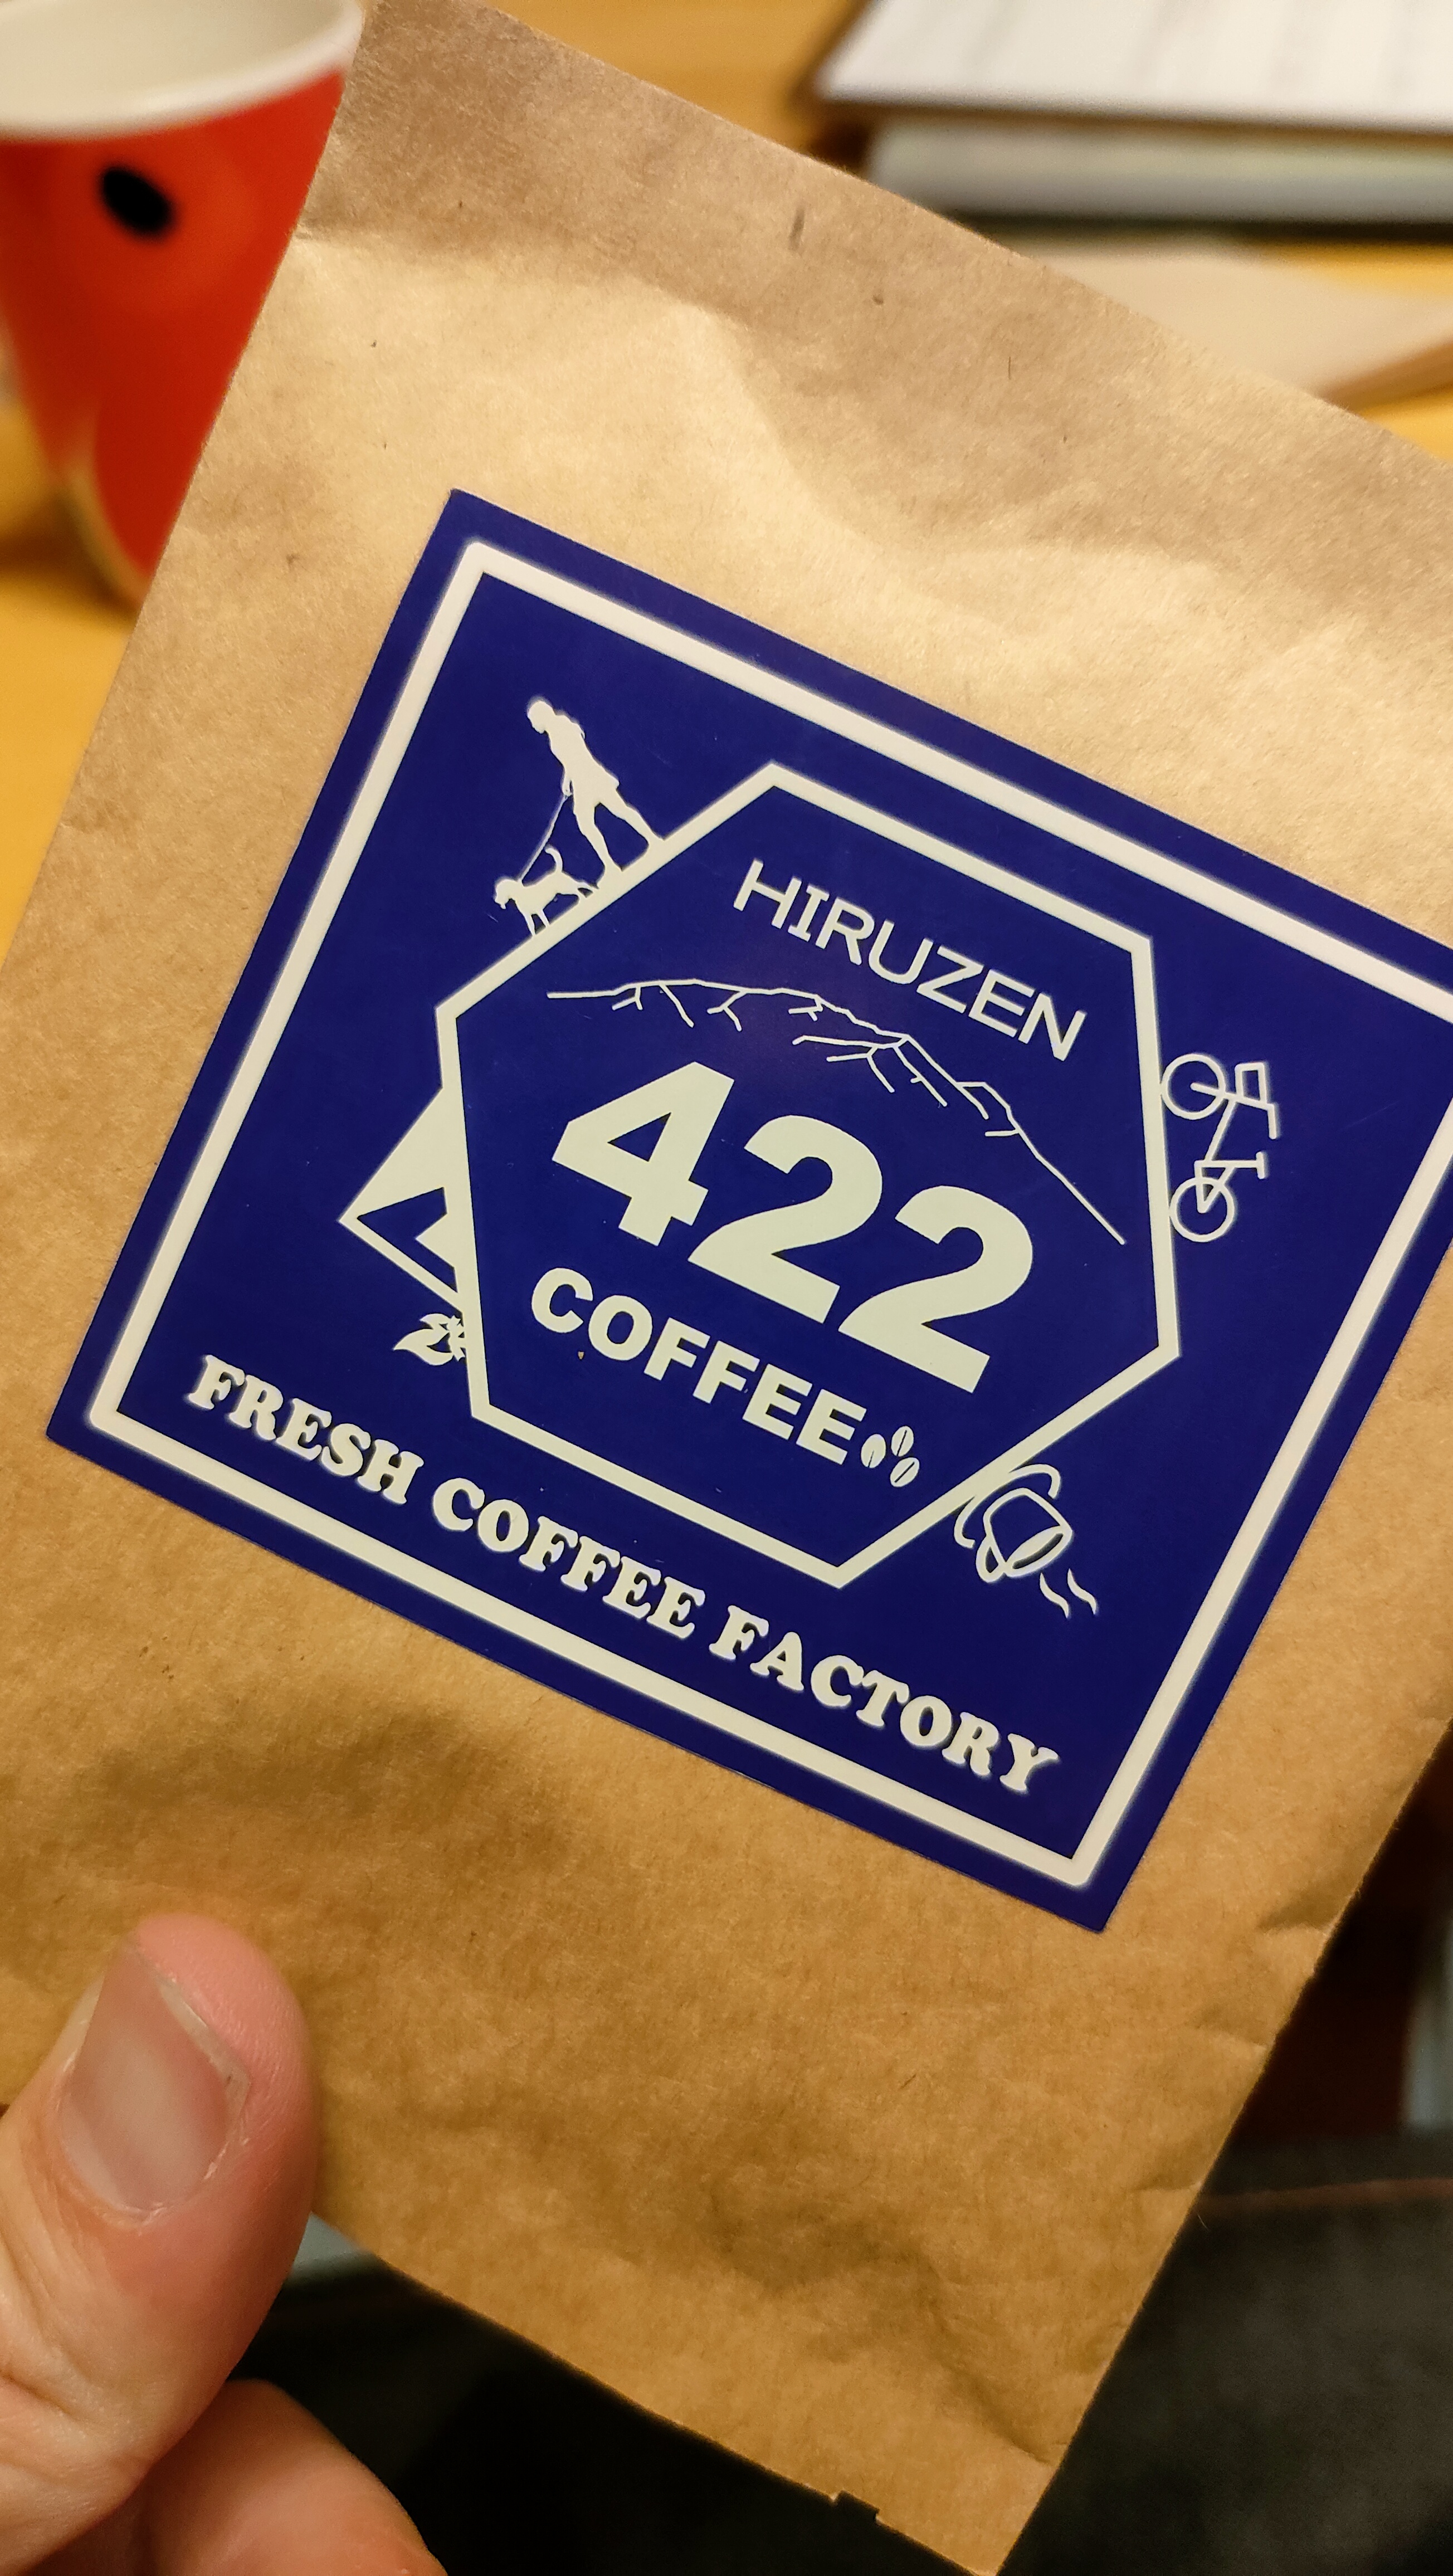 HIRUZEN
422
COFFEE
FRESH COFFEE FACTORY